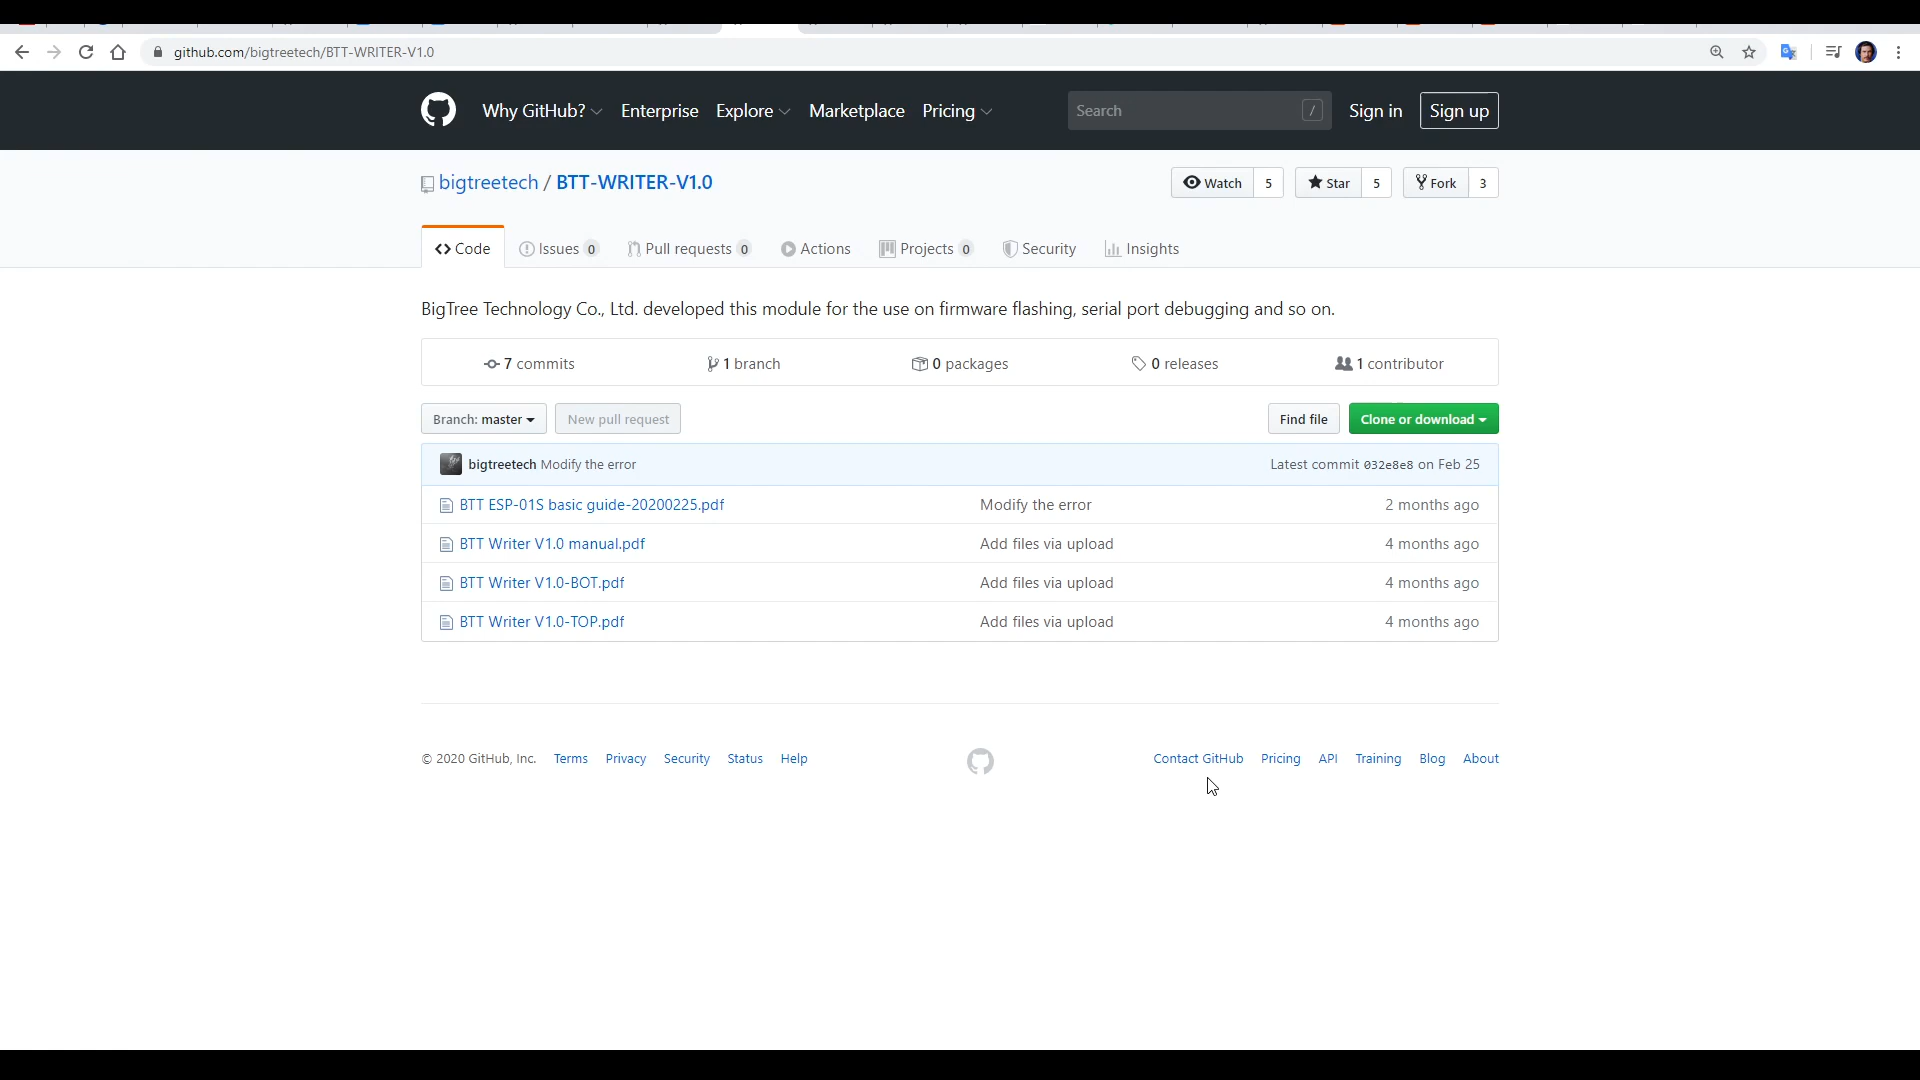 github.com/bigtreetech/BTT-WRITER-V1.0
Why GitHub? Enterprise Explore Marketplace Pricing Search / Sign in Sign up
bigtreetech / BTT-WRITER-V1.0 Watch 5 Star 5 Fork 3
Code Issues 0 Pull requests 0 Actions Projects 0 Security Insights
BigTree Technology Co., Ltd. developed this module for the use on firmware flashing, serial port debugging and so on.
7 commits 1 branch 0 packages 0 releases 1 contributor
Branch: master New pull request Find file Clone or download
bigtreetech Modify the error Latest commit 032e8e8 on Feb 25
BTT ESP-01S basic guide-20200225.pdf Modify the error 2 months ago
BTT Writer V1.0 manual.pdf Add files via upload 4 months ago
BTT Writer V1.0-BOT.pdf Add files via upload 4 months ago
BTT Writer V1.0-TOP.pdf Add files via upload 4 months ago
© 2020 GitHub, Inc. Terms Privacy Security Status Help Contact GitHub Pricing API Training Blog About